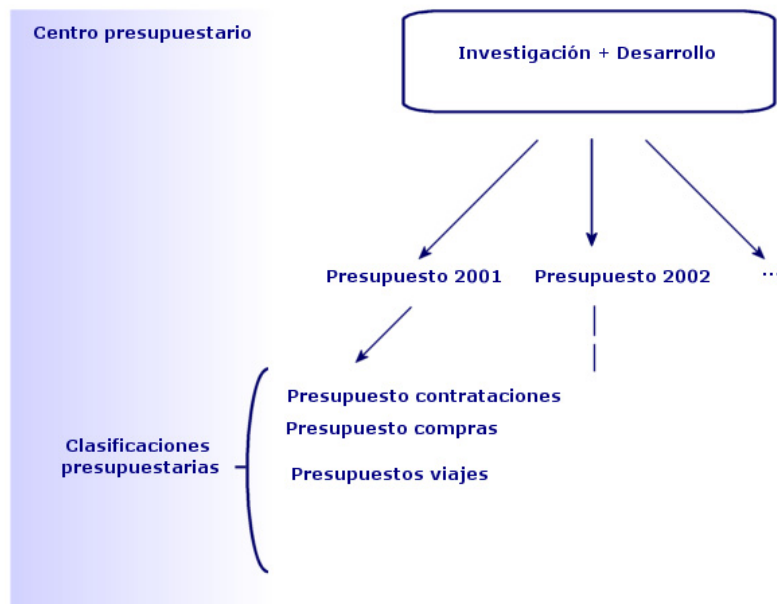 Centro presupuestario
Investigación + Desarrollo
Presupuesto 2001
Presupuesto 2002
...
Presupuesto contrataciones
Presupuesto compras
Clasificaciones
presupuestarias
Presupuestos viajes